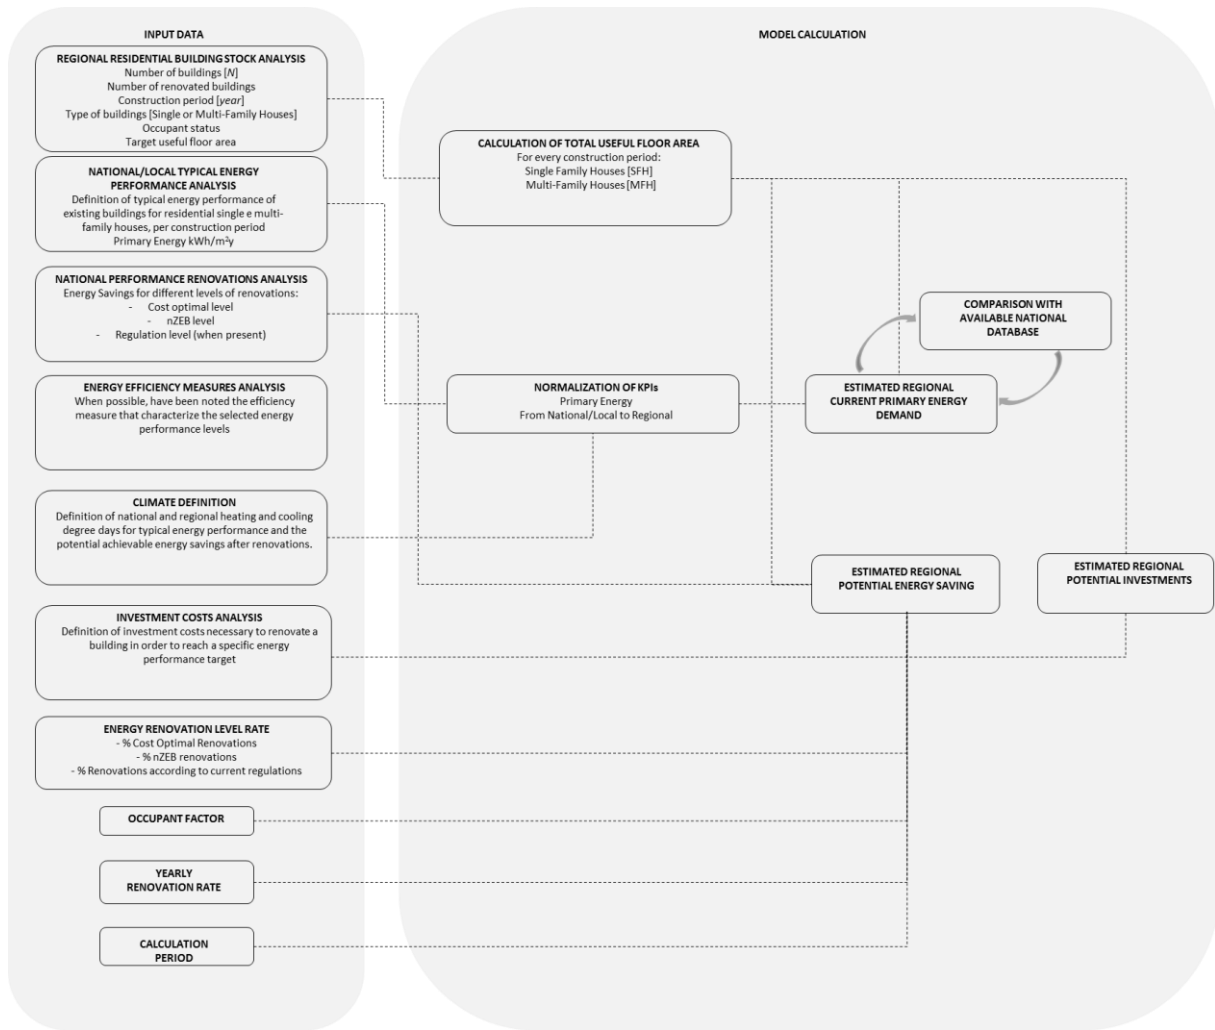 INPUT DATA
REGIONAL RESIDENTIAL BUILDING STOCK ANALYSIS
Number of buildings [N]
Number of renovated buildings
Construction period [year]
Type of buildings [Single or Multi-Family Houses]
Occupant status
Target useful floor area
NATIONAL/LOCAL TYPICAL ENERGY
PERFORMANCE ANALYSIS
Definition of typical energy performance of
existing buildings for residential single e multi-
family houses, per construction period
Primary Energy kWh/m²y
NATIONAL PERFORMANCE RENOVATIONS ANALYSIS
Energy Savings for different levels of renovations:
- Cost optimal level
- nZEB level
- Regulation level (when present)
ENERGY EFFICIENCY MEASURES ANALYSIS
When possible, have been noted the efficiency
measure that characterize the selected energy
performance levels
CLIMATE DEFINITION
Definition of national and regional heating and cooling
degree days for typical energy performance and the
potential achievable energy savings after renovations.
INVESTMENT COSTS ANALYSIS
Definition of investment costs necessary to renovate a
building in order to reach a specific energy
performance target
ENERGY RENOVATION LEVEL RATE
- % Cost Optimal Renovations
- % nZEB renovations
- % Renovations according to current regulations
OCCUPANT FACTOR
YEARLY
RENOVATION RATE
CALCULATION
PERIOD
MODEL CALCULATION
CALCULATION OF TOTAL USEFUL FLOOR AREA
For every construction period:
Single Family Houses [SFH]
Multi-Family Houses [MFH]
COMPARISON WITH
AVAILABLE NATIONAL
DATABASE
NORMALIZATION OF KPIs
Primary Energy
From National/Local to Regional
ESTIMATED REGIONAL
CURRENT PRIMARY ENERGY
DEMAND
ESTIMATED REGIONAL
POTENTIAL ENERGY SAVING
ESTIMATED REGIONAL
POTENTIAL INVESTMENTS